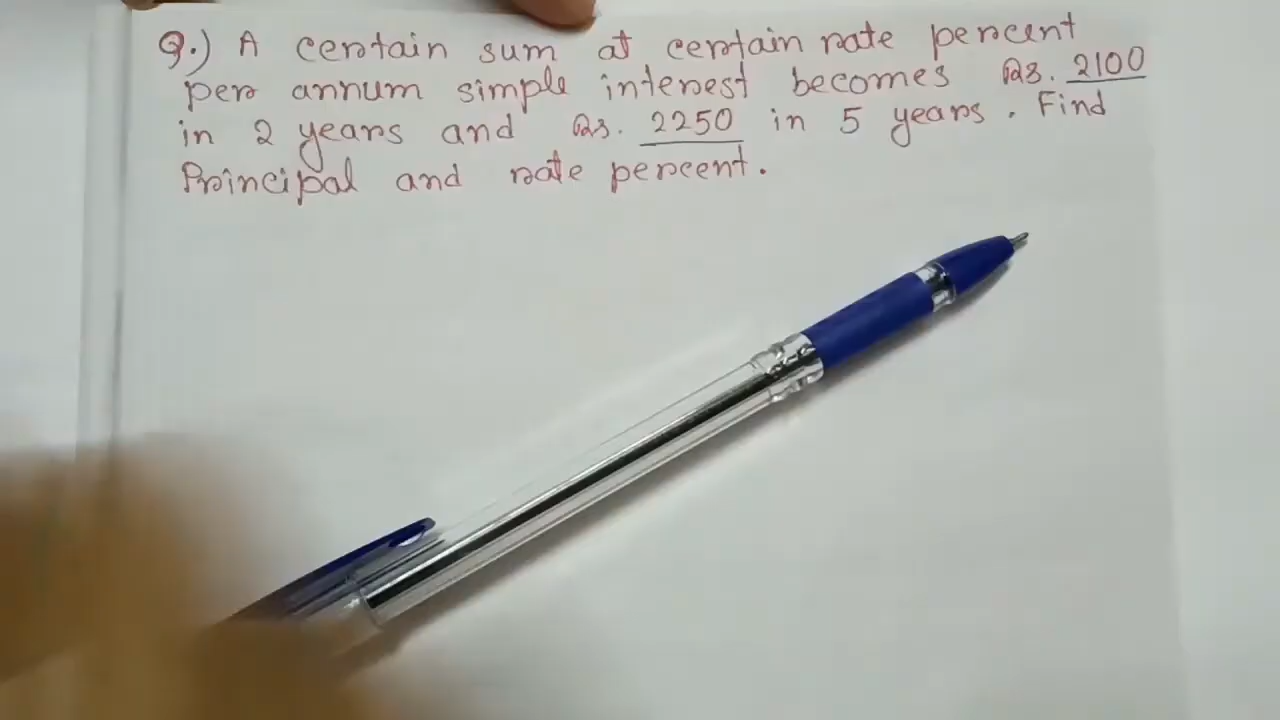 Q.) A certain sum at certain rate percent
per annum simple interest becomes Rs. 2100
in 2 years and Rs. 2250 in 5 years. Find
Principal and rate percent.